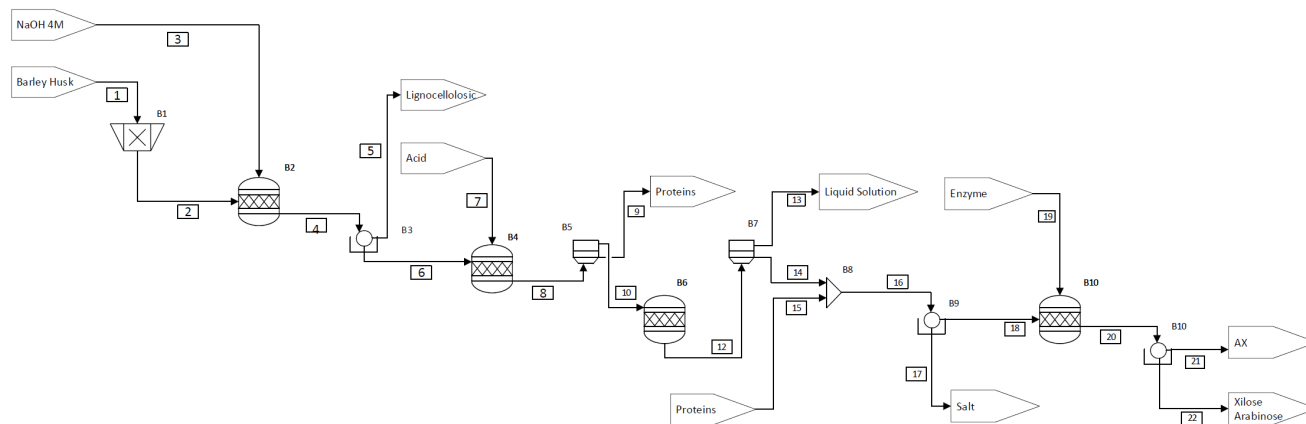 NaOH 4M
3
Barley Husk
1
B1
2
B2
4
5
Lignocellolosic
B3
6
Acid
7
B4
8
B5
9
Proteins
10
B6
12
B7
13
Liquid Solution
14
15
Proteins
B8
16
B9
17
Salt
18
Enzyme
19
B10
20
B10
21
AX
22
Xilose
Arabinose